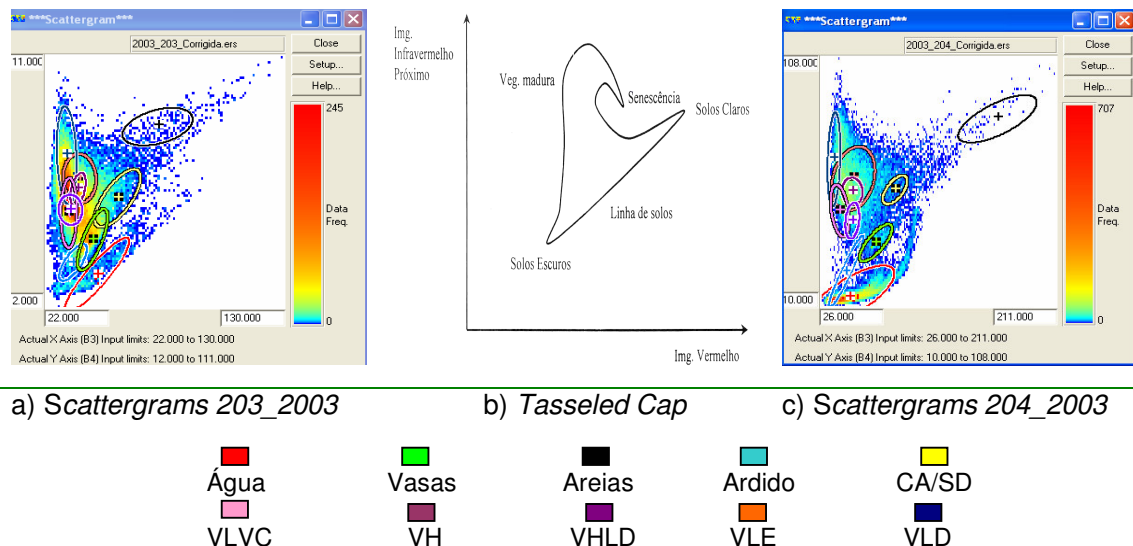 ***Scattergram***
2003_203_Corrigida.ers
Close
Setup...
Help...
11.000
245
Data
Freq.
0
2.000
22.000
130.000
Actual X Axis (B3) Input limits: 22.000 to 130.000
Actual Y Axis (B4) Input limits: 12.000 to 111.000
Img.
Infravermelho
Próximo
Veg. madura
Senescência
Solos Claros
Linha de solos
Solos Escuros
Img. Vermelho
***Scattergram***
2003_204_Corrigida.ers
Close
Setup...
Help...
108.000
707
Data
Freq.
0
10.000
26.000
211.000
Actual X Axis (B3) Input limits: 26.000 to 211.000
Actual Y Axis (B4) Input limits: 10.000 to 108.000
a) Scattergrams 203_2003
b) Tasseled Cap
c) Scattergrams 204_2003
Água
Vasas
Areias
Ardido
CA/SD
VLVC
VH
VHLD
VLE
VLD